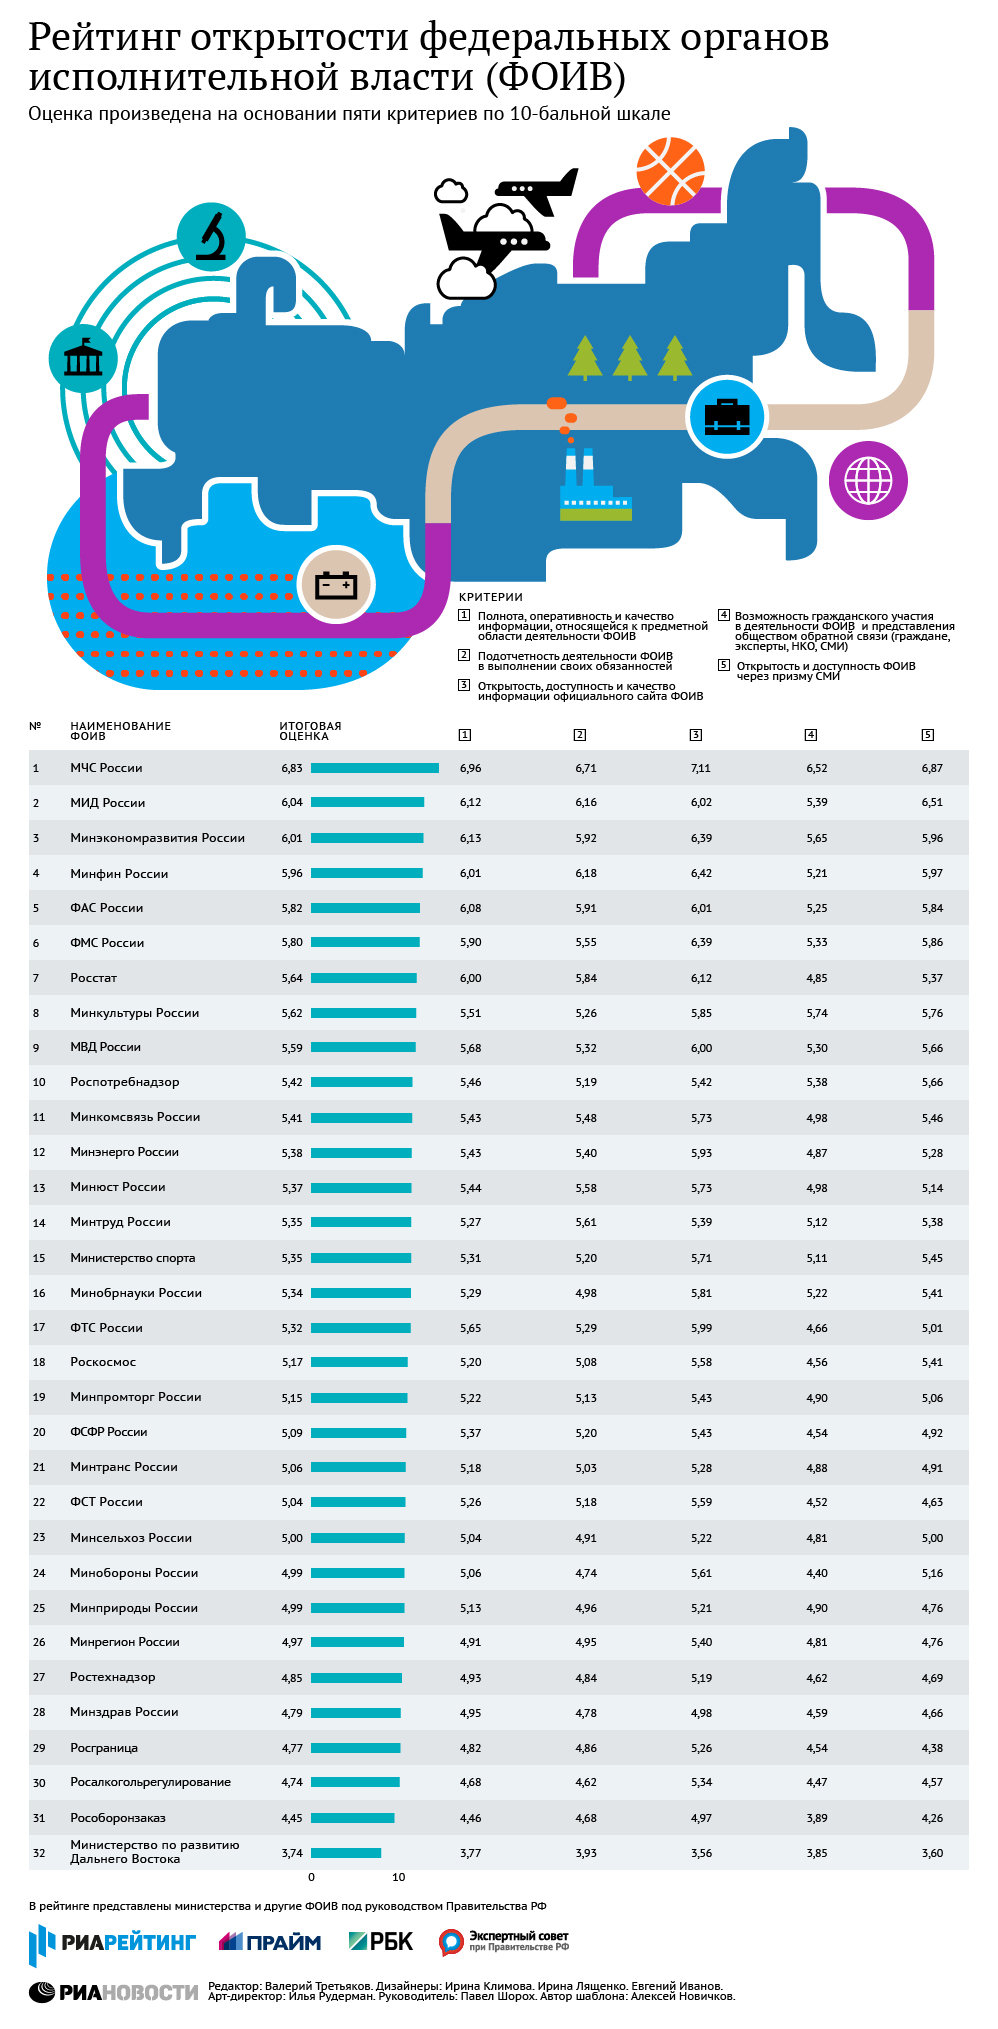 Рейтинг открытости федеральных органов
исполнительной власти (ФОИВ)
Оценка произведена на основании пяти критериев по 10-бальной шкале
КРИТЕРИИ
1 Полнота, оперативность и качество
информации, относящейся к предметной
области деятельности ФОИВ
2 Подотчетность деятельности ФОИВ
в выполнении своих обязанностей
3 Открытость, доступность и качество
информации официального сайта ФОИВ
4 Возможность гражданского участия
в деятельности ФОИВ и представления
обществом обратной связи (граждане,
эксперты, НКО, СМИ)
5 Открытость и доступность ФОИВ
через призму СМИ
№ НАИМЕНОВАНИЕ ФОИВ ИТОГОВАЯ ОЦЕНКА 1 2 3 4 5
1 МЧС России 6,83 6,96 6,71 7,11 6,52 6,87
2 МИД России 6,04 6,12 6,16 6,02 5,39 6,51
3 Минэкономразвития России 6,01 6,13 5,92 6,39 5,65 5,96
4 Минфин России 5,96 6,01 6,18 6,42 5,21 5,97
5 ФАС России 5,82 6,08 5,91 6,01 5,25 5,84
6 ФМС России 5,80 5,90 5,55 6,39 5,33 5,86
7 Росстат 5,64 6,00 5,84 6,12 4,85 5,37
8 Минкультуры России 5,62 5,51 5,26 5,85 5,74 5,76
9 МВД России 5,59 5,68 5,32 6,00 5,30 5,66
10 Роспотребнадзор 5,42 5,46 5,19 5,42 5,38 5,66
11 Минкомсвязь России 5,41 5,43 5,48 5,73 4,98 5,46
12 Минэнерго России 5,38 5,43 5,40 5,93 4,87 5,28
13 Минюст России 5,37 5,44 5,58 5,73 4,98 5,14
14 Минтруд России 5,35 5,27 5,61 5,39 5,12 5,38
15 Министерство спорта 5,35 5,31 5,20 5,71 5,11 5,45
16 Минобрнауки России 5,34 5,29 4,98 5,81 5,22 5,41
17 ФТС России 5,32 5,65 5,29 5,99 4,66 5,01
18 Роскосмос 5,17 5,20 5,08 5,58 4,56 5,41
19 Минпромторг России 5,15 5,22 5,13 5,43 4,90 5,06
20 ФСФР России 5,09 5,37 5,20 5,43 4,54 4,92
21 Минтранс России 5,06 5,18 5,03 5,28 4,88 4,91
22 ФСТ России 5,04 5,26 5,18 5,59 4,52 4,63
23 Минсельхоз России 5,00 5,04 4,91 5,22 4,81 5,00
24 Минобороны России 4,99 5,06 4,74 5,61 4,40 5,16
25 Минприроды России 4,99 5,13 4,96 5,21 4,90 4,76
26 Минрегион России 4,97 4,91 4,95 5,40 4,81 4,76
27 Ростехнадзор 4,85 4,93 4,84 5,19 4,62 4,69
28 Минздрав России 4,79 4,95 4,78 4,98 4,59 4,66
29 Росграница 4,77 4,82 4,86 5,26 4,54 4,38
30 Росалкогольрегулирование 4,74 4,68 4,62 5,34 4,47 4,57
31 Рособоронзаказ 4,45 4,46 4,68 4,97 3,89 4,26
32 Министерство по развитию Дальнего Востока 3,74 3,77 3,93 3,56 3,85 3,60
0 10
В рейтинге представлены министерства и другие ФОИВ под руководством Правительства РФ
РИАРЕЙТИНГ ПРАЙМ РБК Экспертный совет
при Правительстве РФ
РИАНОВОСТИ Редактор: Валерий Третьяков. Дизайнеры: Ирина Климова. Ирина Лященко. Евгений Иванов.
Арт-директор: Илья Рудерман. Руководитель: Павел Шорох. Автор шаблона: Алексей Новичков.